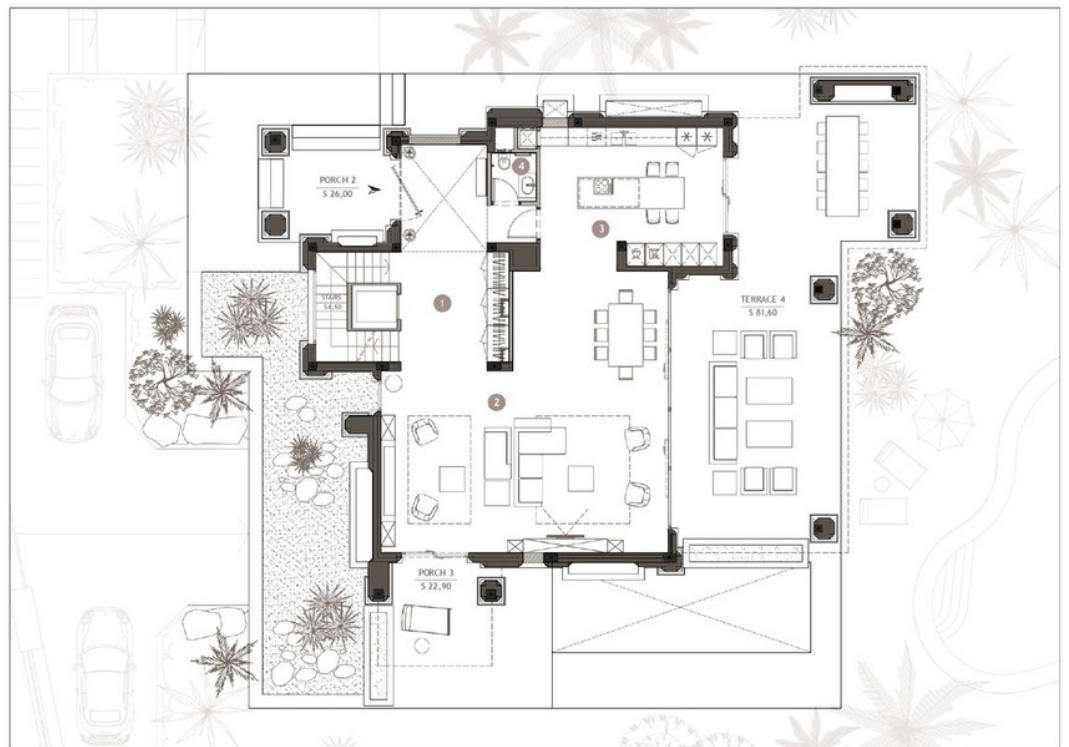 PORCH 2
S 26,00
4
3
STAIRS
S4.50
1
TERRACE 4
S 81,60
2
PORCH 3
S 22,90